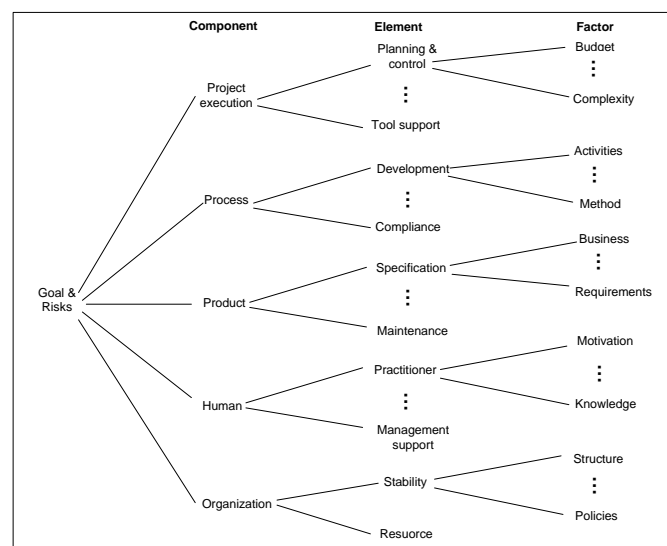 Component Element Factor
Planning &
control
Budget
Complexity
Project
execution
Tool support
Development
Activities
Method
Process
Compliance
Specification
Business
Requirements
Goal &
Risks
Product
Maintenance
Practitioner
Motivation
Knowledge
Human
Management
support
Stability
Structure
Policies
Organization
Resuorce